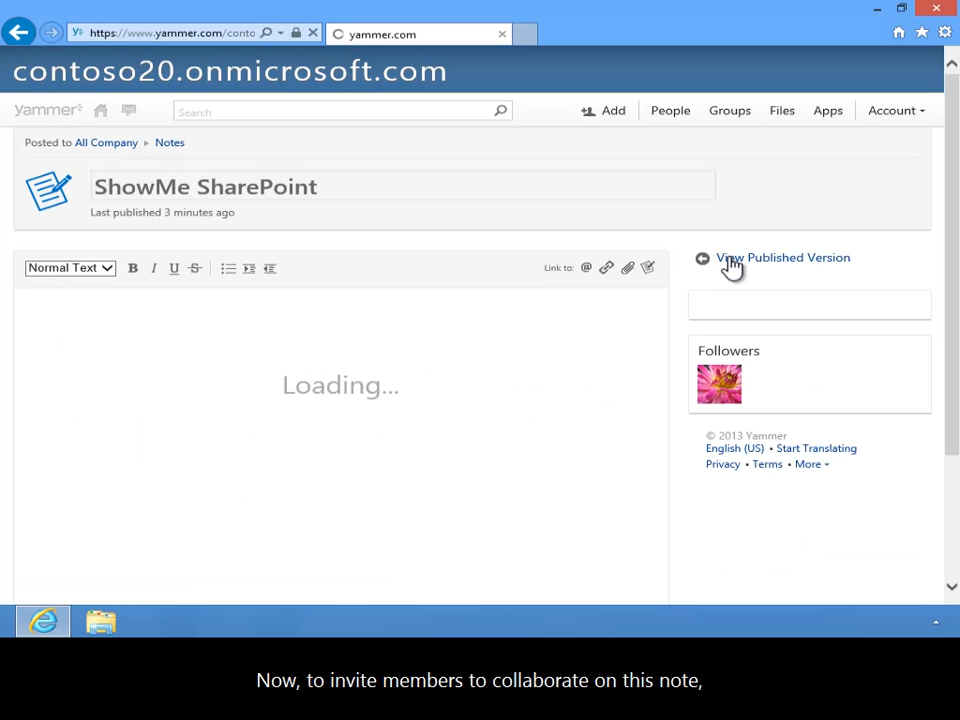 https://www.yammer.com/conto
yammer.com
contoso20.onmicrosoft.com
yammer
Search
Add
People
Groups
Files
Apps
Account
Posted to All Company ▸ Notes
ShowMe SharePoint
Last published 3 minutes ago
Normal Text
B I U S
Link to: @
View Published Version
Loading...
Followers
© 2013 Yammer
English (US) • Start Translating
Privacy • Terms • More
Now, to invite members to collaborate on this note,